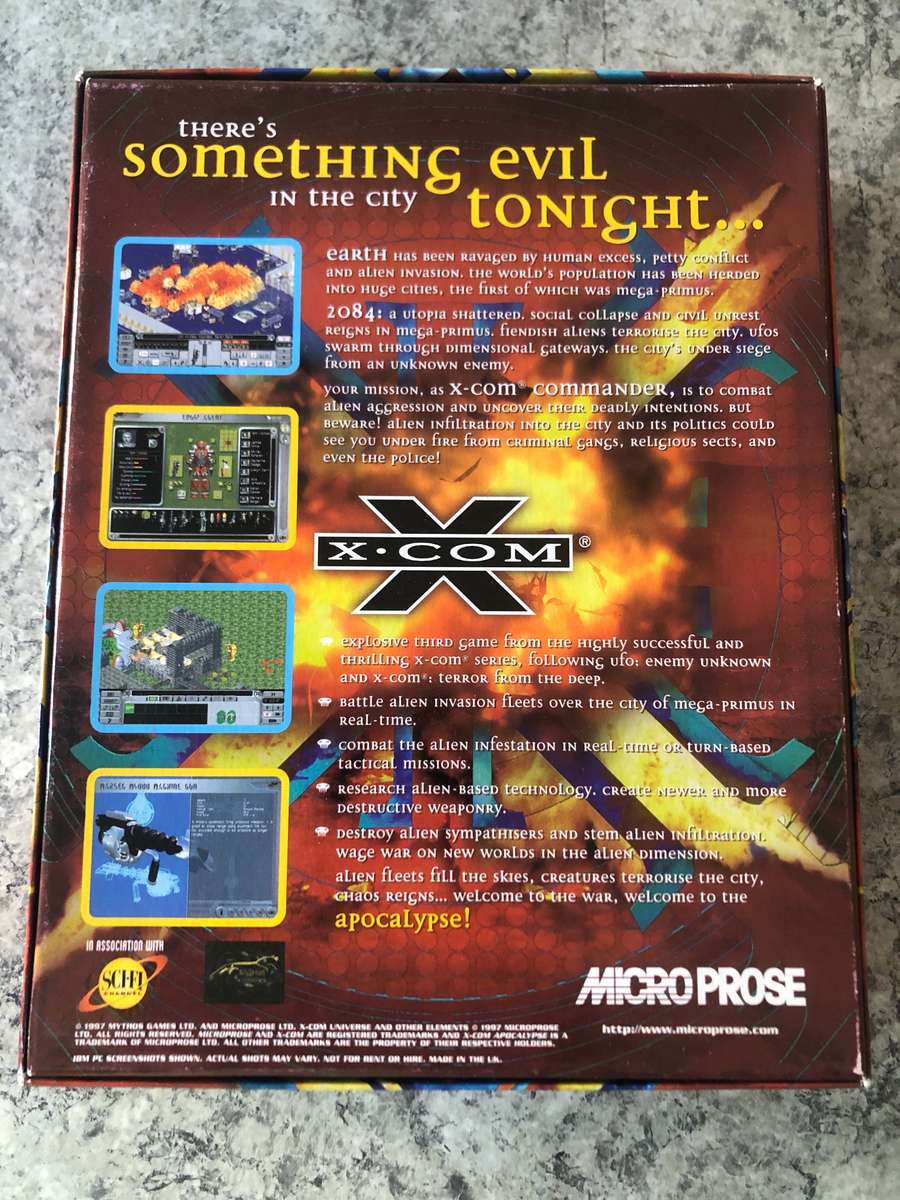 THERE'S
SOMETHING EVIL
IN THE CITY
TONIGHT...
EARTH HAS BEEN RAVAGED BY HUMAN EXCESS, PETTY CONFLICT
AND ALIEN INVASION. THE WORLD'S POPULATION HAS BEEN HERDED
INTO HUGE CITIES, THE FIRST OF WHICH WAS MEGA-PRIMUS.
2084: A UTOPIA SHATTERED. SOCIAL COLLAPSE AND CIVIL UNREST
REIGNS IN MEGA-PRIMUS. FIENDISH ALIENS TERRORISE THE CITY. UFOS
SWARM THROUGH DIMENSIONAL GATEWAYS. THE CITY'S UNDER SIEGE
FROM AN UNKNOWN ENEMY.
YOUR MISSION, AS X-COM® COMMANDER, IS TO COMBAT
ALIEN AGGRESSION AND UNCOVER THEIR DEADLY INTENTIONS. BUT
BEWARE! ALIEN INFILTRATION INTO THE CITY AND ITS POLITICS COULD
SEE YOU UNDER FIRE FROM CRIMINAL GANGS, RELIGIOUS SECTS, AND
EVEN THE POLICE!
X·COM®
EXPLOSIVE THIRD GAME FROM THE HIGHLY SUCCESSFUL AND
THRILLING X-COM® SERIES, FOLLOWING UFO: ENEMY UNKNOWN
AND X-COM®: TERROR FROM THE DEEP.
BATTLE ALIEN INVASION FLEETS OVER THE CITY OF MEGA-PRIMUS IN
REAL-TIME.
COMBAT THE ALIEN INFESTATION IN REAL-TIME OR TURN-BASED
TACTICAL MISSIONS.
RESEARCH ALIEN-BASED TECHNOLOGY. CREATE NEWER AND MORE
DESTRUCTIVE WEAPONRY.
DESTROY ALIEN SYMPATHISERS AND STEM ALIEN INFILTRATION.
WAGE WAR ON NEW WORLDS IN THE ALIEN DIMENSION.
ALIEN FLEETS FILL THE SKIES, CREATURES TERRORISE THE CITY,
CHAOS REIGNS... WELCOME TO THE WAR, WELCOME TO THE
APOCALYPSE!
MARSEC M4000 MACHINE GUN
IN ASSOCIATION WITH
SCI-FI
CHANNEL
MICROPROSE
http://www.microprose.com
© 1997 MYTHOS GAMES LTD. AND MICROPROSE LTD. X-COM UNIVERSE AND OTHER ELEMENTS © 1997 MICROPROSE
LTD. ALL RIGHTS RESERVED. MICROPROSE AND X-COM ARE REGISTERED TRADEMARKS AND X-COM APOCALYPSE IS A
TRADEMARK OF MICROPROSE LTD. ALL OTHER TRADEMARKS ARE THE PROPERTY OF THEIR RESPECTIVE HOLDERS.
IBM PC SCREENSHOTS SHOWN. ACTUAL SHOTS MAY VARY. NOT FOR RENT OR HIRE. MADE IN THE UK.